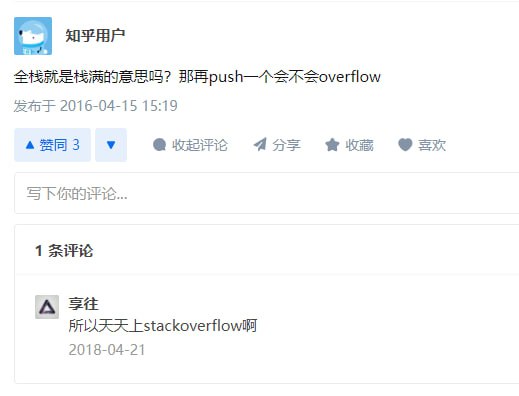 知乎用户
全栈就是栈满的意思吗？那再push一个会不会overflow
发布于 2016-04-15 15:19
赞同 3 收起评论 分享 收藏 喜欢
写下你的评论...
1 条评论
享往
所以天天上stackoverflow啊
2018-04-21